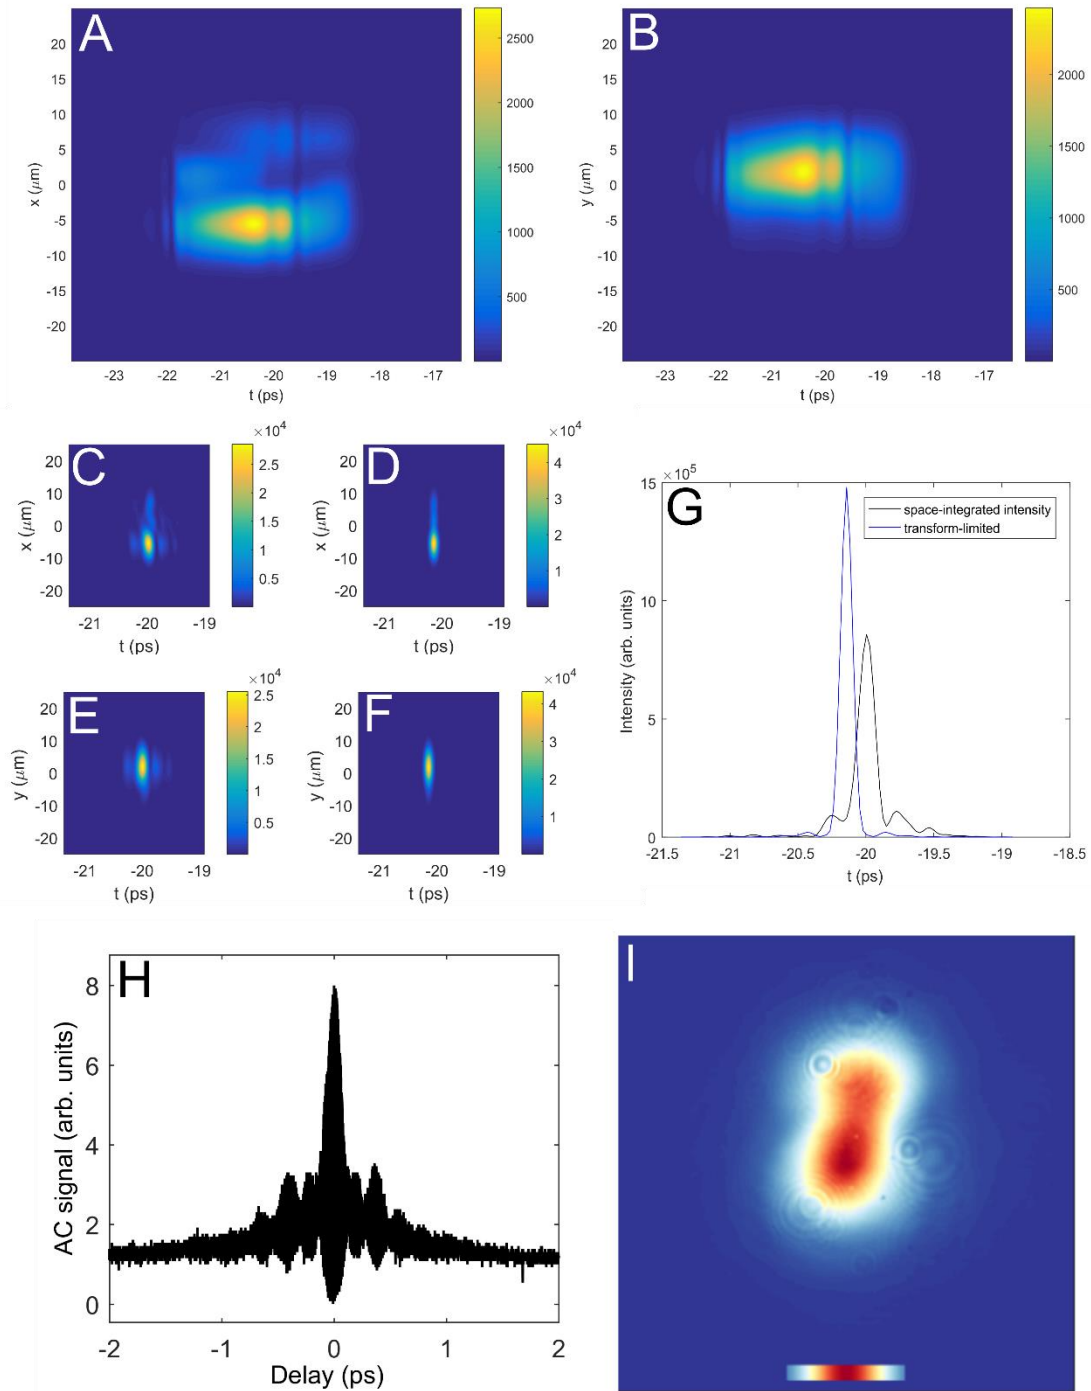 A
x (μm)
25
20
15
10
5
0
-5
-10
-15
-20
-23 -22 -21 -20 -19 -18 -17
t (ps)
2500
2000
1500
1000
500
B
y (μm)
20
15
10
5
0
-5
-10
-15
-20
-23 -22 -21 -20 -19 -18 -17
t (ps)
2000
1500
1000
500
C
x (μm)
20
10
0
-10
-20
-21 -20 -19
t (ps)
×10⁴
2.5
2
1.5
1
0.5
D
x (μm)
20
10
0
-10
-20
-21 -20 -19
t (ps)
×10⁴
4
3
2
1
E
y (μm)
20
10
0
-10
-20
-21 -20 -19
t (ps)
×10⁴
2.5
2
1.5
1
0.5
F
y (μm)
20
10
0
-10
-20
-21 -20 -19
t (ps)
×10⁴
4
3
2
1
G
×10⁵
space-integrated intensity
transform-limited
Intensity (arb. units)
15
10
5
0
-21.5 -21 -20.5 -20 -19.5 -19 -18.5
t (ps)
H
AC signal (arb. units)
8
6
4
2
0
-2 -1 0 1 2
Delay (ps)
I